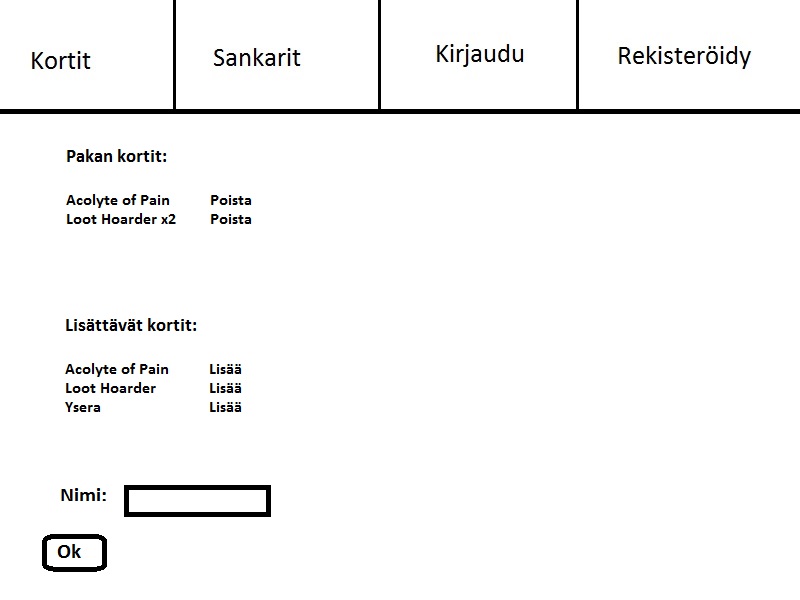 Kortit Sankarit Kirjaudu Rekisteröidy
Pakan kortit:
Acolyte of Pain Poista
Loot Hoarder x2 Poista
Lisättävät kortit:
Acolyte of Pain Lisää
Loot Hoarder Lisää
Ysera Lisää
Nimi:
Ok